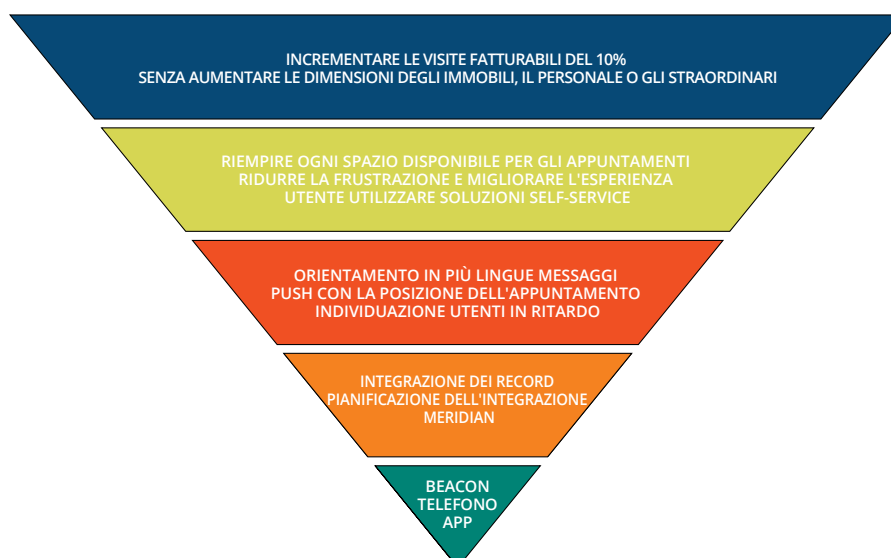 INCREMENTARE LE VISITE FATTURABILI DEL 10%
SENZA AUMENTARE LE DIMENSIONI DEGLI IMMOBILI, IL PERSONALE O GLI STRAORDINARI
RIEMPIRE OGNI SPAZIO DISPONIBILE PER GLI APPUNTAMENTI
RIDURRE LA FRUSTRAZIONE E MIGLIORARE L'ESPERIENZA
UTENTE UTILIZZARE SOLUZIONI SELF-SERVICE
ORIENTAMENTO IN PIÙ LINGUE MESSAGGI
PUSH CON LA POSIZIONE DELL'APPUNTAMENTO
INDIVIDUAZIONE UTENTI IN RITARDO
INTEGRAZIONE DEI RECORD
PIANIFICAZIONE DELL'INTEGRAZIONE
MERIDIAN
BEACON
TELEFONO
APP